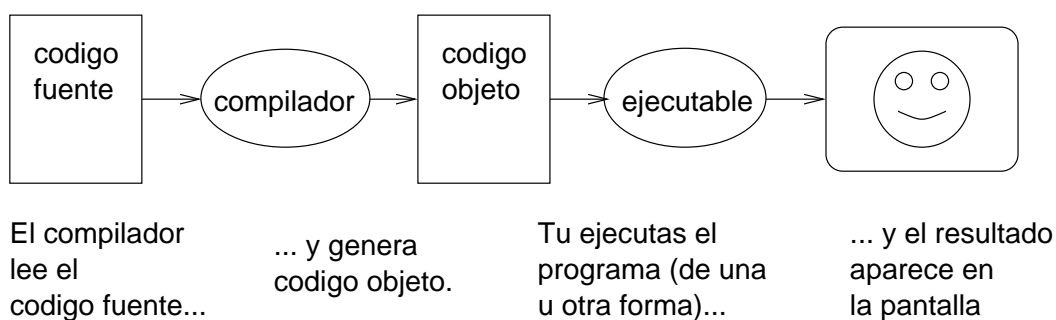 codigo
fuente
compilador
codigo
objeto
ejecutable
El compilador
lee el
codigo fuente...
... y genera
codigo objeto.
Tu ejecutas el
programa (de una
u otra forma)...
... y el resultado
aparece en
la pantalla